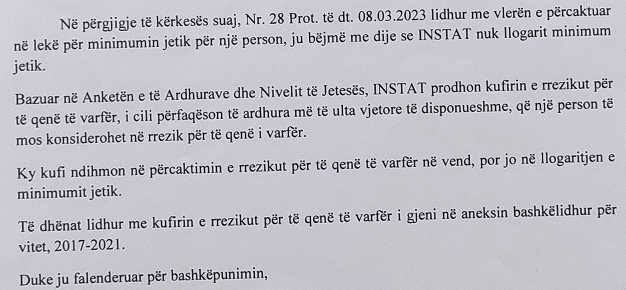 Në përgjigje të kërkesës suaj, Nr. 28 Prot. të dt. 08.03.2023 lidhur me vlerën e përcaktuar
në lekë për minimumin jetik për një person, ju bëjmë me dije se INSTAT nuk llogarit minimum
jetik.
Bazuar në Anketën e të Ardhurave dhe Nivelit të Jetesës, INSTAT prodhon kufirin e rrezikut për
të qenë të varfër, i cili përfaqëson të ardhura më të ulta vjetore të disponueshme, që një person të
mos konsiderohet në rrezik për të qenë i varfër.
Ky kufi ndihmon në përcaktimin e rrezikut për të qenë të varfër në vend, por jo në llogaritjen e
minimumit jetik.
Të dhënat lidhur me kufirin e rrezikut për të qenë të varfër i gjeni në aneksin bashkëlidhur për
vitet, 2017-2021.
Duke ju falenderuar për bashkëpunimin,